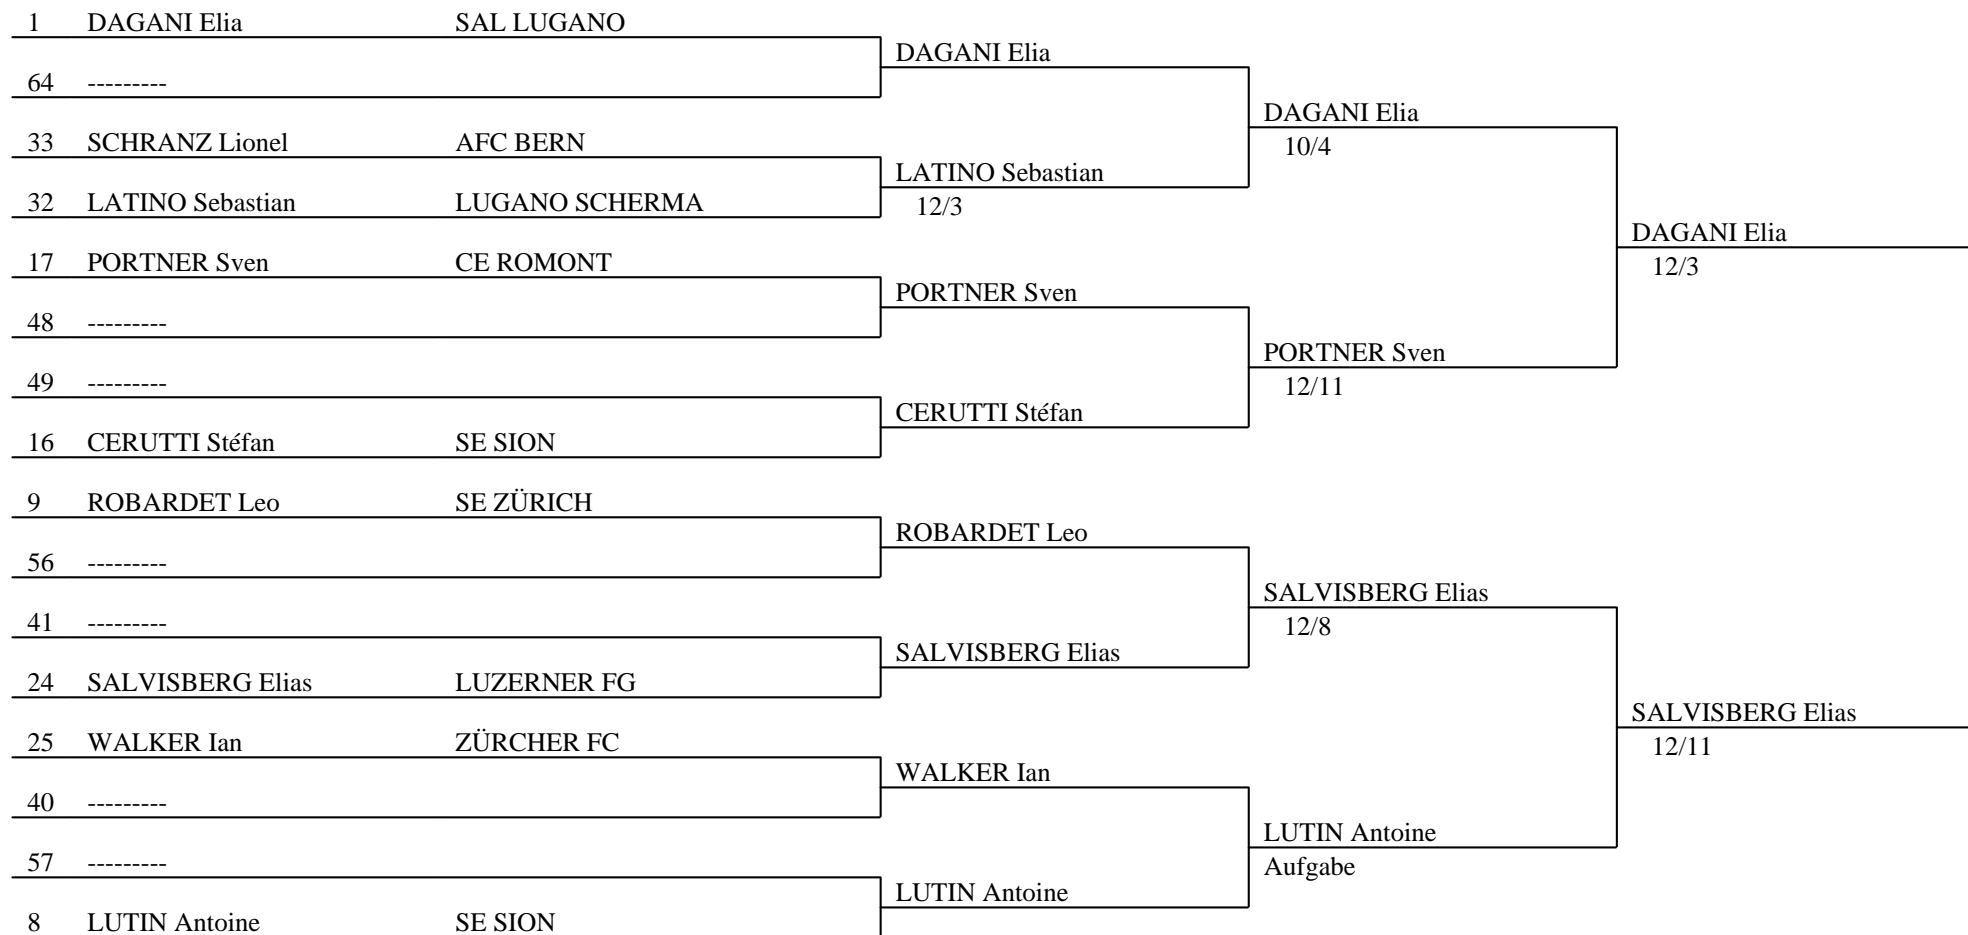 1 DAGANI Elia SAL LUGANO
DAGANI Elia
64 ---------
DAGANI Elia
10/4
33 SCHRANZ Lionel AFC BERN
LATINO Sebastian
12/3
32 LATINO Sebastian LUGANO SCHERMA
DAGANI Elia
12/3
17 PORTNER Sven CE ROMONT
PORTNER Sven
48 ---------
PORTNER Sven
12/11
49 ---------
CERUTTI Stéfan
16 CERUTTI Stéfan SE SION
9 ROBARDET Leo SE ZÜRICH
ROBARDET Leo
56 ---------
SALVISBERG Elias
12/8
41 ---------
SALVISBERG Elias
24 SALVISBERG Elias LUZERNER FG
SALVISBERG Elias
12/11
25 WALKER Ian ZÜRCHER FC
WALKER Ian
40 ---------
LUTIN Antoine
Aufgabe
57 ---------
LUTIN Antoine
8 LUTIN Antoine SE SION